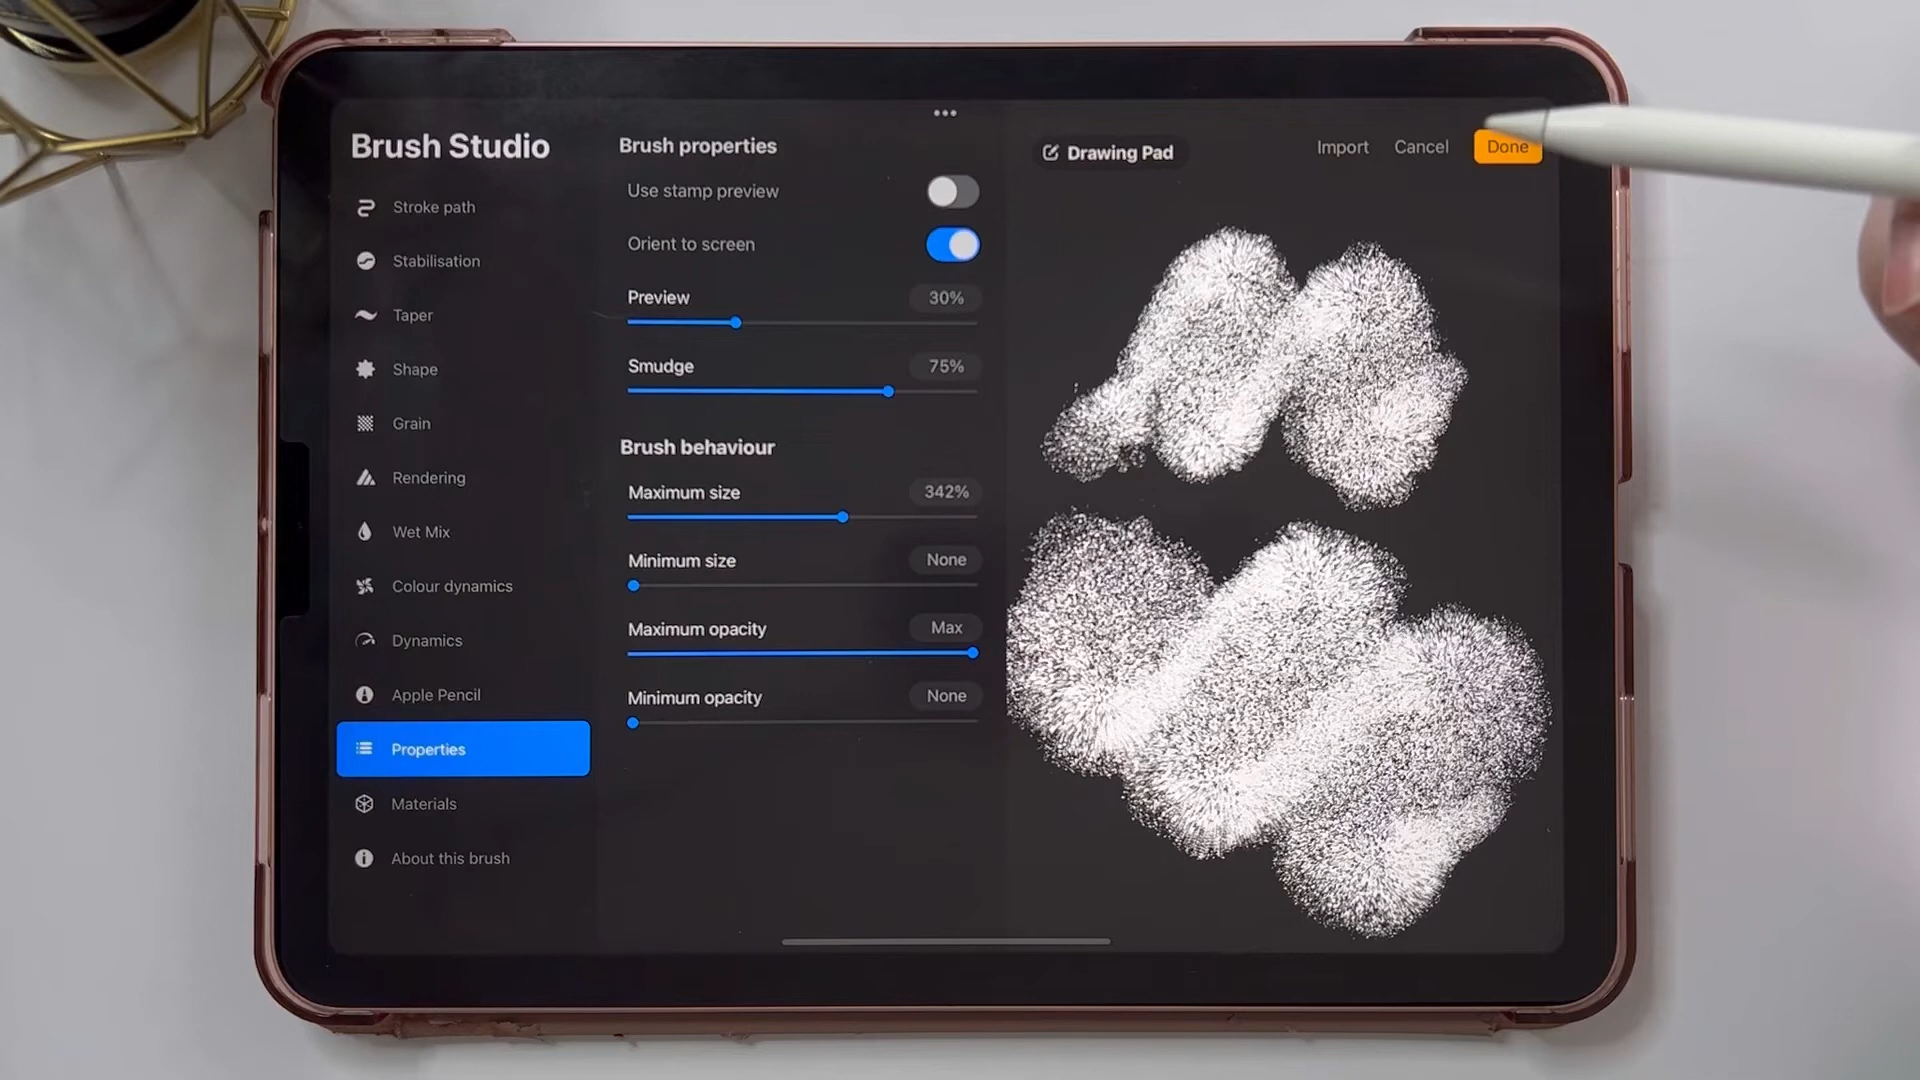 Brush Studio
Stroke path
Stabilisation
Taper
Shape
Grain
Rendering
Wet Mix
Colour dynamics
Dynamics
Apple Pencil
Properties
Materials
About this brush
Brush properties
Use stamp preview
Orient to screen
Preview 30%
Smudge 75%
Brush behaviour
Maximum size 342%
Minimum size None
Maximum opacity Max
Minimum opacity None
Drawing Pad
Import Cancel Done